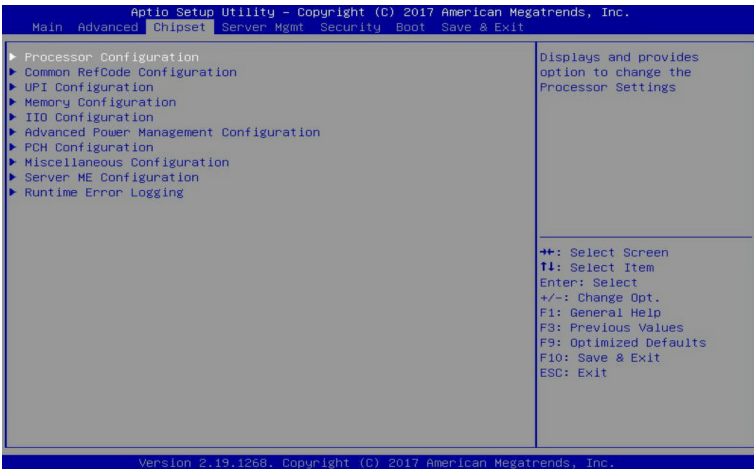 Aptio Setup Utility – Copyright (C) 2017 American Megatrends, Inc.
Main Advanced Chipset Server Mgmt Security Boot Save & Exit
▶ Processor Configuration
▶ Common RefCode Configuration
▶ UPI Configuration
▶ Memory Configuration
▶ IIO Configuration
▶ Advanced Power Management Configuration
▶ PCH Configuration
▶ Miscellaneous Configuration
▶ Server ME Configuration
▶ Runtime Error Logging
Displays and provides
option to change the
Processor Settings
→←: Select Screen
↑↓: Select Item
Enter: Select
+/-: Change Opt.
F1: General Help
F3: Previous Values
F9: Optimized Defaults
F10: Save & Exit
ESC: Exit
Version 2.19.1268. Copyright (C) 2017 American Megatrends, Inc.